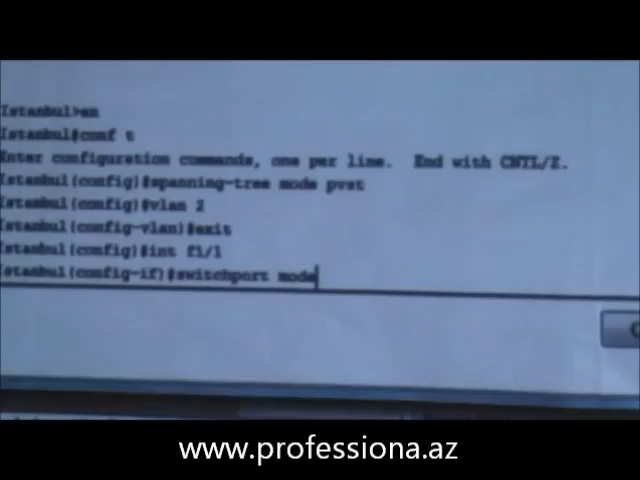 Istanbul>en
Istanbul#conf t
Enter configuration commands, one per line. End with CNTL/Z.
Istanbul(config)#spanning-tree mode pvst
Istanbul(config)#vlan 2
Istanbul(config-vlan)#exit
Istanbul(config)#int f1/1
Istanbul(config-if)#switchport mode
www.professiona.az